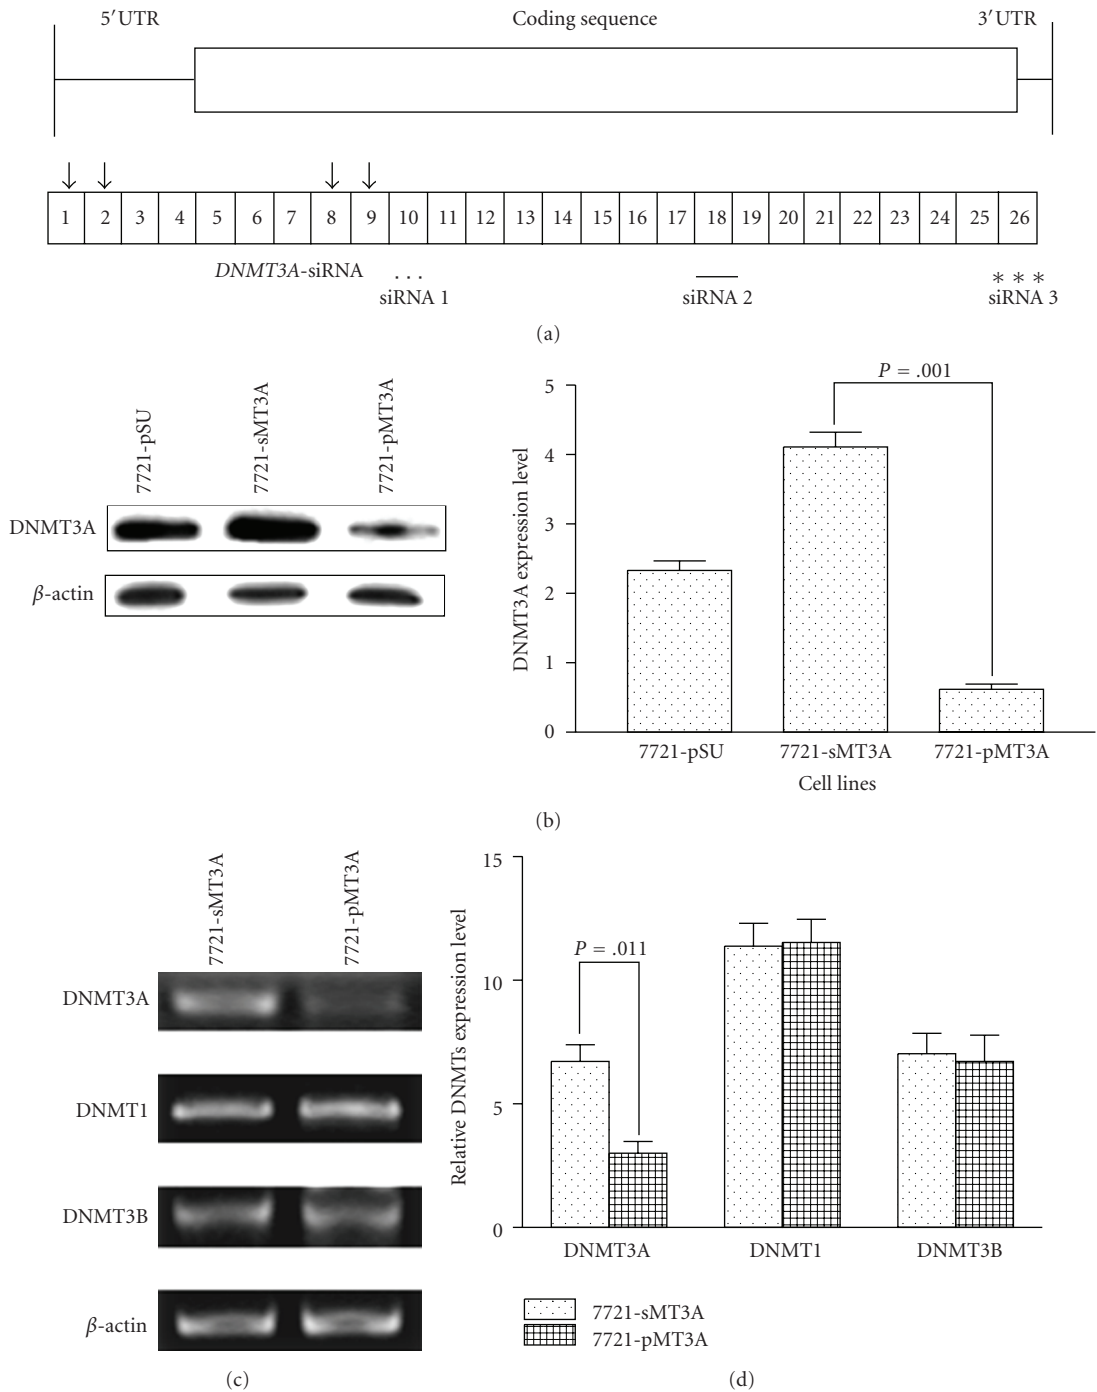 5′UTR Coding sequence 3′UTR
1 2 3 4 5 6 7 8 9 10 11 12 13 14 15 16 17 18 19 20 21 22 23 24 25 26
DNMT3A-siRNA . . . * * *
siRNA 1 siRNA 2 siRNA 3
(a)
7721-pSU
7721-sMT3A
7721-pMT3A
DNMT3A
β-actin
P = .001
DNMT3A expression level
5
4
3
2
1
0
7721-pSU 7721-sMT3A 7721-pMT3A
Cell lines
(b)
7721-sMT3A
7721-pMT3A
DNMT3A
DNMT1
DNMT3B
β-actin
(c)
Relative DNMTs expression level
15
10
5
0
P = .011
DNMT3A DNMT1 DNMT3B
7721-sMT3A
7721-pMT3A
(d)